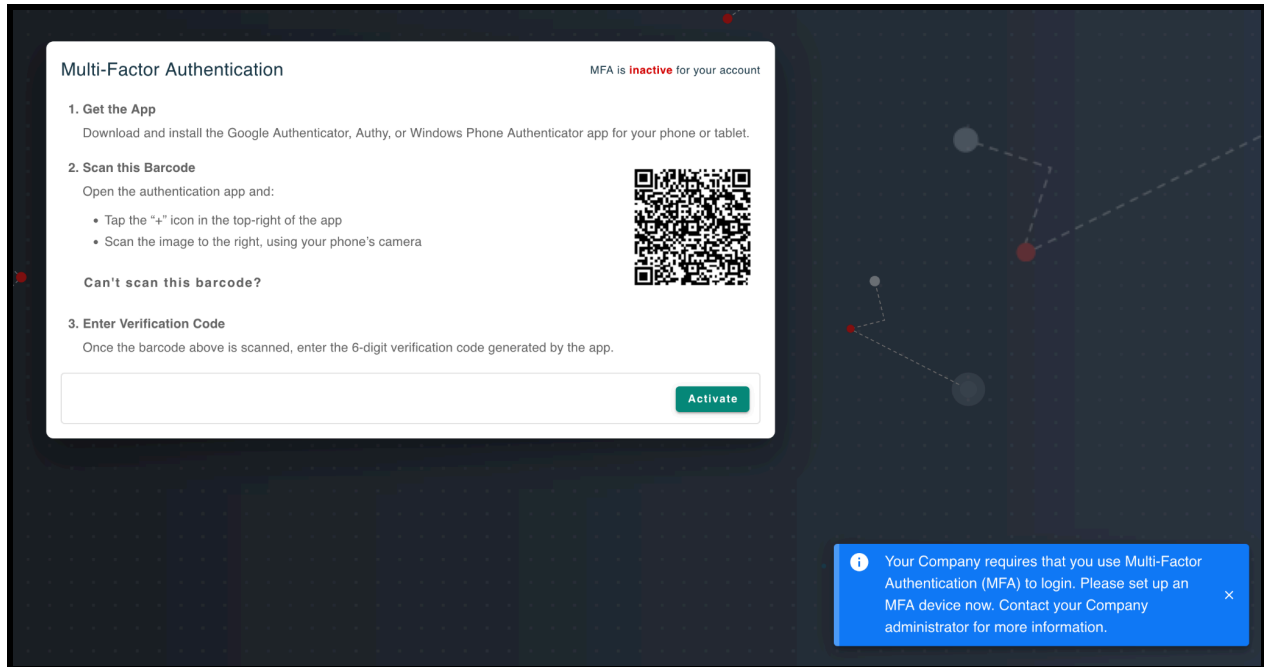 Multi-Factor Authentication
MFA is inactive for your account
1. Get the App
Download and install the Google Authenticator, Authy, or Windows Phone Authenticator app for your phone or tablet.
2. Scan this Barcode
Open the authentication app and:
• Tap the “+” icon in the top-right of the app
• Scan the image to the right, using your phone’s camera
Can't scan this barcode?
3. Enter Verification Code
Once the barcode above is scanned, enter the 6-digit verification code generated by the app.
Activate
Your Company requires that you use Multi-Factor
Authentication (MFA) to login. Please set up an
MFA device now. Contact your Company
administrator for more information.